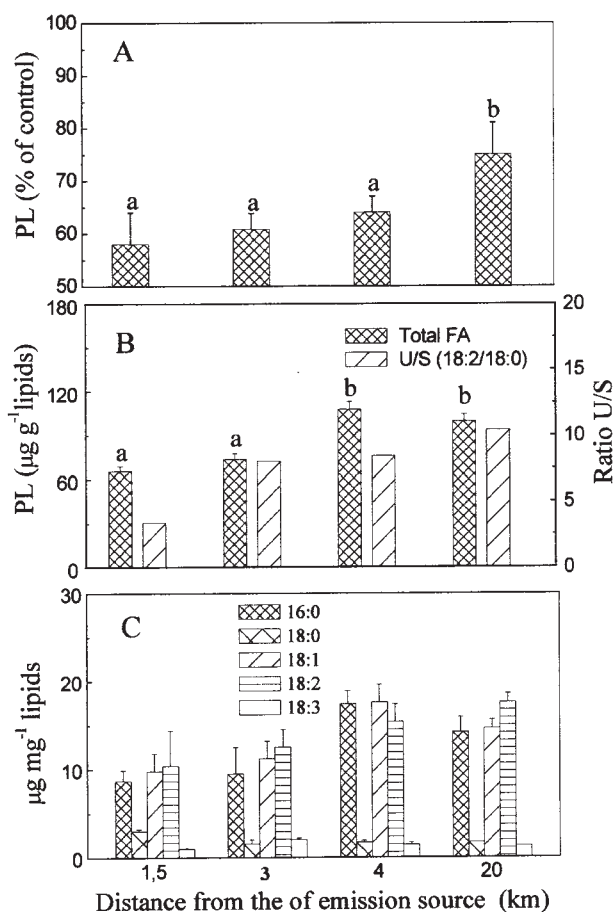 100
90
80
70
60
50
PL (% of control)
A
a
a
a
b
180
120
60
0
PL (µg g⁻¹lipids)
B
Total FA
U/S (18:2/18:0)
a
a
b
b
20
15
10
5
0
Ratio U/S
30
20
10
0
µg mg⁻¹ lipids
C
16:0
18:0
18:1
18:2
18:3
1,5 3 4 20
Distance from the of emission source (km)